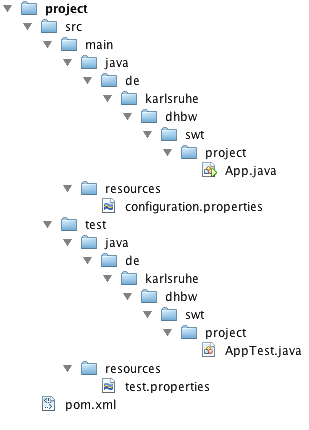 project
src
main
java
de
karlsruhe
dhbw
swt
project
App.java
resources
configuration.properties
test
java
de
karlsruhe
dhbw
swt
project
AppTest.java
resources
test.properties
pom.xml